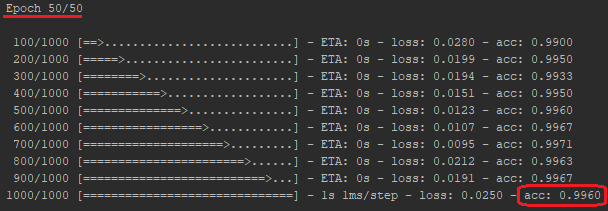 Epoch 50/50
100/1000 [==>...........................] - ETA: 0s - loss: 0.0280 - acc: 0.9900
200/1000 [=====>........................] - ETA: 0s - loss: 0.0199 - acc: 0.9950
300/1000 [========>.....................] - ETA: 0s - loss: 0.0194 - acc: 0.9933
400/1000 [===========>..................] - ETA: 0s - loss: 0.0151 - acc: 0.9950
500/1000 [==============>...............] - ETA: 0s - loss: 0.0123 - acc: 0.9960
600/1000 [=================>............] - ETA: 0s - loss: 0.0107 - acc: 0.9967
700/1000 [====================>.........] - ETA: 0s - loss: 0.0095 - acc: 0.9971
800/1000 [=======================>......] - ETA: 0s - loss: 0.0212 - acc: 0.9963
900/1000 [==========================>...] - ETA: 0s - loss: 0.0191 - acc: 0.9967
1000/1000 [==============================] - 1s 1ms/step - loss: 0.0250 - acc: 0.9960